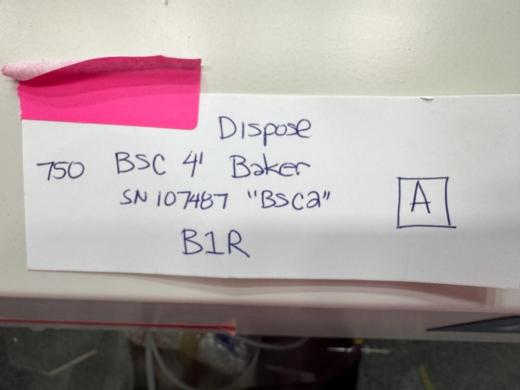 Dispose
750 BSC 4' Baker
SN 107487 "BSC2"
A
B1R